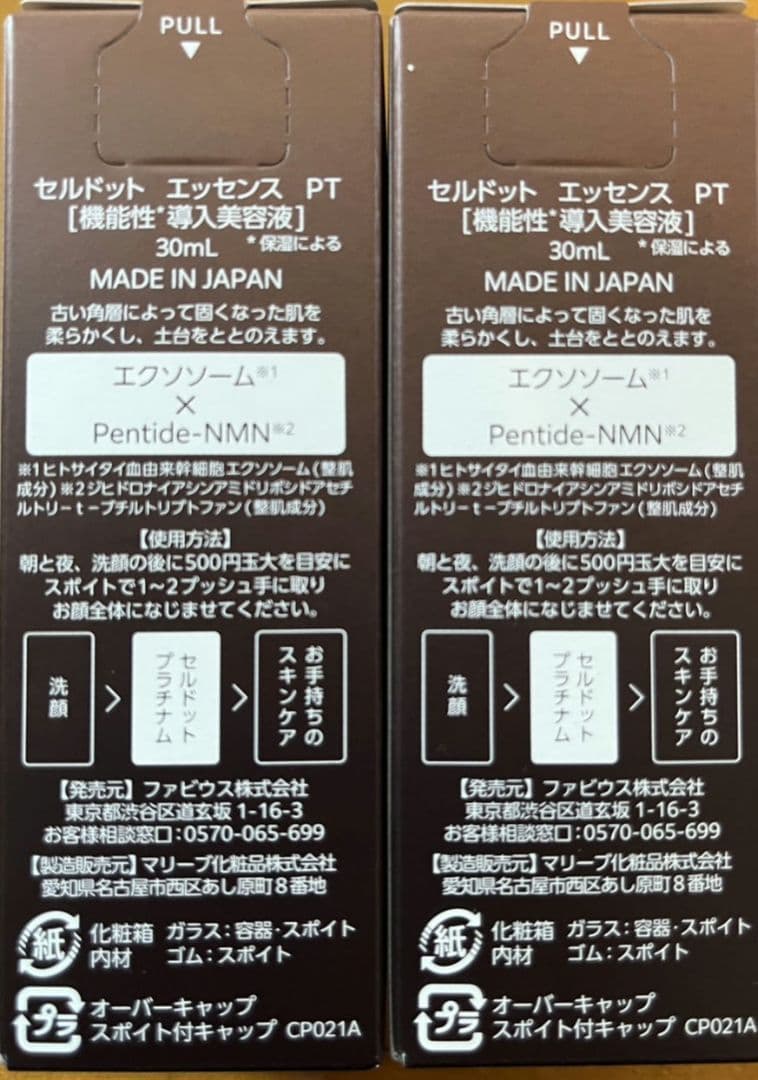 PULL
セルドット エッセンス PT
[機能性*導入美容液]
30mL *保湿による
MADE IN JAPAN
古い角層によって固くなった肌を
柔らかくし、土台をととのえます。
エクソソーム※1
×
Pentide-NMN※2
※1ヒトサイタイ血由来幹細胞エクソソーム(整肌
成分)※2ジヒドロナイアシンアミドリボシドアセチ
ルトリ－t－ブチルトリプトファン(整肌成分)
【使用方法】
朝と夜、洗顔の後に500円玉大を目安に
スポイトで1~2プッシュ手に取り
お顔全体になじませてください。
洗顔
>
セルドット
プラチナム
>
お手持ちの
スキンケア
【発売元】ファビウス株式会社
東京都渋谷区道玄坂1-16-3
お客様相談窓口:0570-065-699
【製造販売元】マリーブ化粧品株式会社
愛知県名古屋市西区あし原町8番地
紙
化粧箱 ガラス:容器・スポイト
内材 ゴム:スポイト
プラ
オーバーキャップ
スポイト付キャップ CP021A
PULL
セルドット エッセンス PT
[機能性*導入美容液]
30mL *保湿による
MADE IN JAPAN
古い角層によって固くなった肌を
柔らかくし、土台をととのえます。
エクソソーム※1
×
Pentide-NMN※2
※1ヒトサイタイ血由来幹細胞エクソソーム(整肌
成分)※2ジヒドロナイアシンアミドリボシドアセチ
ルトリ－t－ブチルトリプトファン(整肌成分)
【使用方法】
朝と夜、洗顔の後に500円玉大を目安に
スポイトで1~2プッシュ手に取り
お顔全体になじませてください。
洗顔
>
セルドット
プラチナム
>
お手持ちの
スキンケア
【発売元】ファビウス株式会社
東京都渋谷区道玄坂1-16-3
お客様相談窓口:0570-065-699
【製造販売元】マリーブ化粧品株式会社
愛知県名古屋市西区あし原町8番地
紙
化粧箱 ガラス:容器・スポイト
内材 ゴム:スポイト
プラ
オーバーキャップ
スポイト付キャップ CP021A